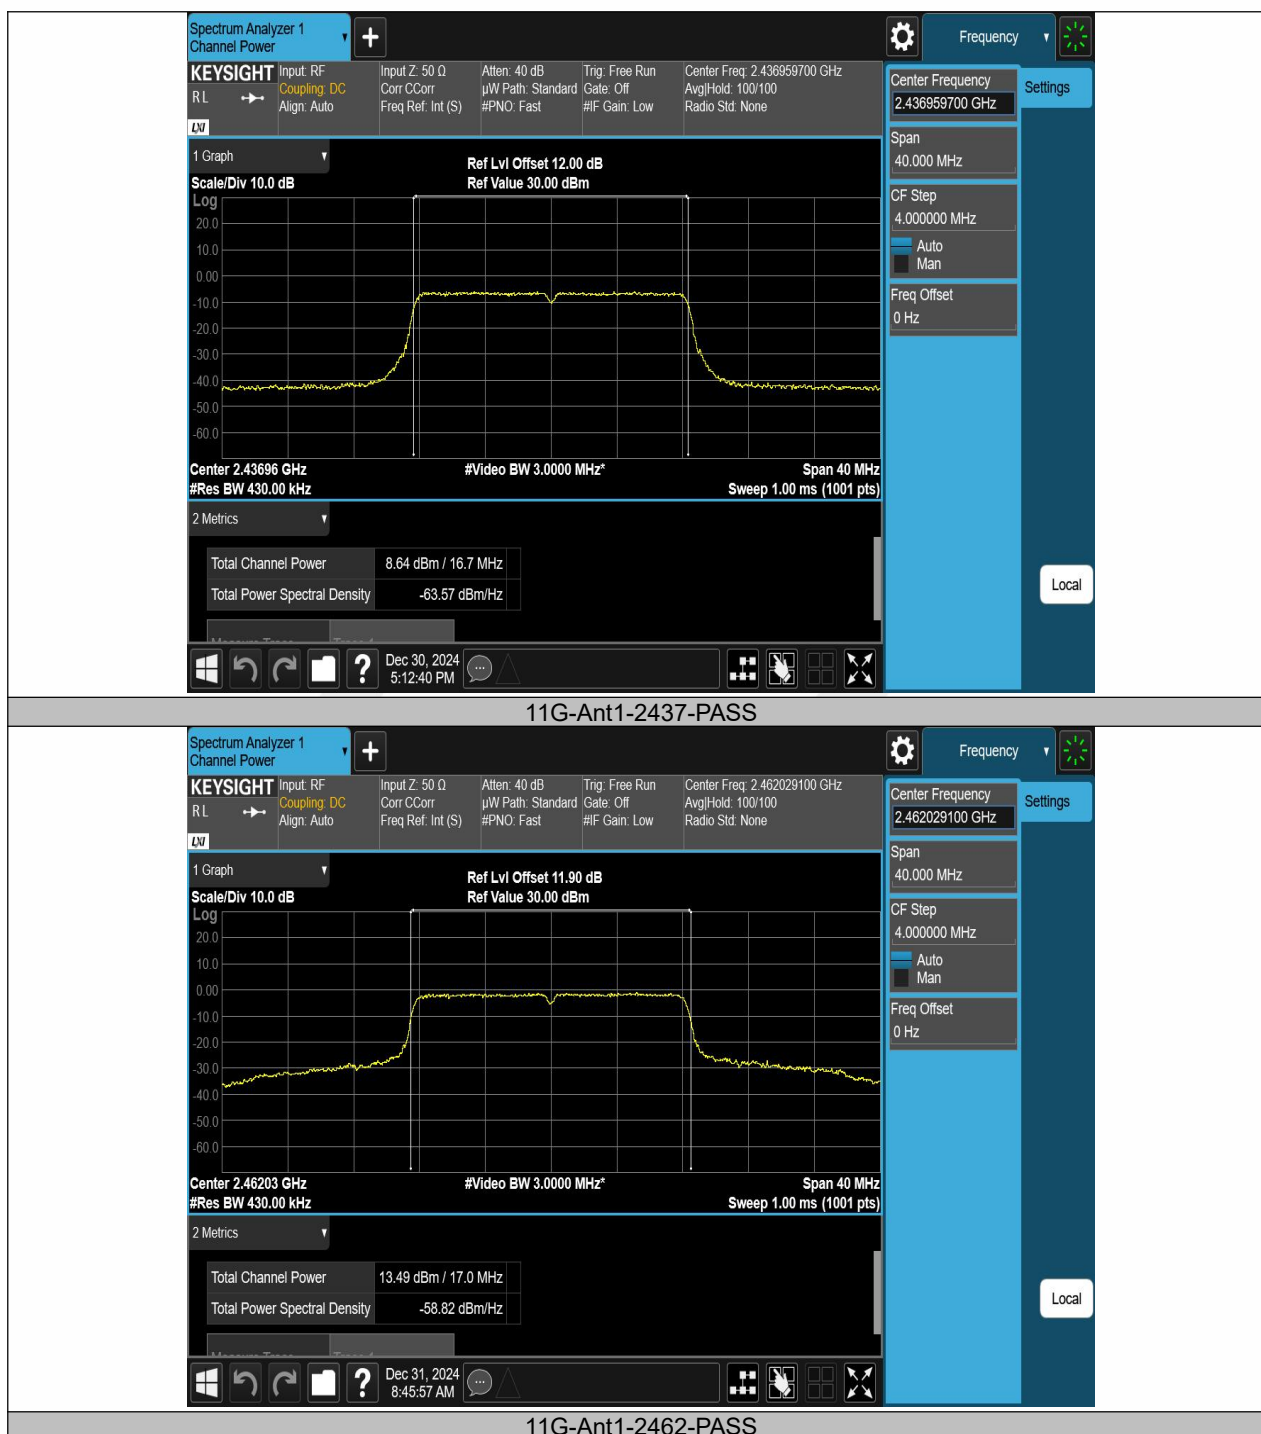 Spectrum Analyzer 1
Channel Power
+
Frequency
KEYSIGHT
RL
LXI
Input: RF
Coupling: DC
Align: Auto
Input Z: 50 Ω
Corr CCorr
Freq Ref: Int (S)
Atten: 40 dB
µW Path: Standard
#PNO: Fast
Trig: Free Run
Gate: Off
#IF Gain: Low
Center Freq: 2.436959700 GHz
Avg|Hold: 100/100
Radio Std: None
Center Frequency
2.436959700 GHz
Settings
Span
40.000 MHz
CF Step
4.000000 MHz
Auto
Man
Freq Offset
0 Hz
Local
1 Graph
Scale/Div 10.0 dB
Ref Lvl Offset 12.00 dB
Ref Value 30.00 dBm
Log
20.0
10.0
0.00
-10.0
-20.0
-30.0
-40.0
-50.0
-60.0
Center 2.43696 GHz
#Video BW 3.0000 MHz*
Span 40 MHz
#Res BW 430.00 kHz
Sweep 1.00 ms (1001 pts)
2 Metrics
Total Channel Power 8.64 dBm / 16.7 MHz
Total Power Spectral Density -63.57 dBm/Hz
?
Dec 30, 2024
5:12:40 PM
11G-Ant1-2437-PASS
Spectrum Analyzer 1
Channel Power
+
Frequency
KEYSIGHT
RL
LXI
Input: RF
Coupling: DC
Align: Auto
Input Z: 50 Ω
Corr CCorr
Freq Ref: Int (S)
Atten: 40 dB
µW Path: Standard
#PNO: Fast
Trig: Free Run
Gate: Off
#IF Gain: Low
Center Freq: 2.462029100 GHz
Avg|Hold: 100/100
Radio Std: None
Center Frequency
2.462029100 GHz
Settings
Span
40.000 MHz
CF Step
4.000000 MHz
Auto
Man
Freq Offset
0 Hz
Local
1 Graph
Scale/Div 10.0 dB
Ref Lvl Offset 11.90 dB
Ref Value 30.00 dBm
Log
20.0
10.0
0.00
-10.0
-20.0
-30.0
-40.0
-50.0
-60.0
Center 2.46203 GHz
#Video BW 3.0000 MHz*
Span 40 MHz
#Res BW 430.00 kHz
Sweep 1.00 ms (1001 pts)
2 Metrics
Total Channel Power 13.49 dBm / 17.0 MHz
Total Power Spectral Density -58.82 dBm/Hz
?
Dec 31, 2024
8:45:57 AM
11G-Ant1-2462-PASS